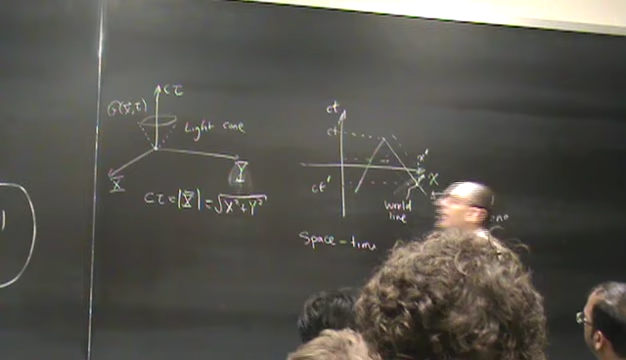 cτ
G(x̄,τ)
Light cone
Y
X
cτ = |X̄| = √X²+Y²
ct
ct
x'
X
ct'
world
line
Space-time